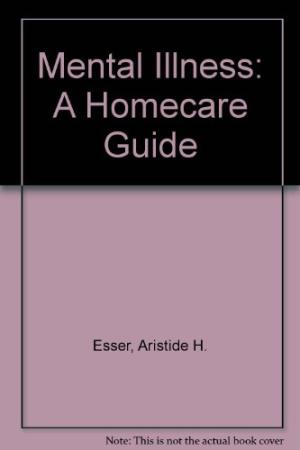 Mental Illness:
A Homecare
Guide
Esser, Aristide H.
Note: This is not the actual book cover